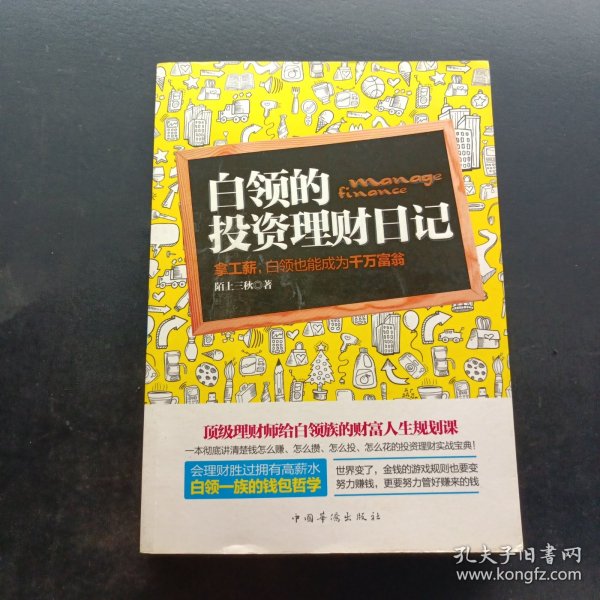 白领的
manage
finance
投资理财日记
拿工薪，白领也能成为千万富翁
陌上三秋◎著
顶级理财师给白领族的财富人生规划课
一本彻底讲清楚钱怎么赚、怎么攒、怎么投、怎么花的投资理财实战宝典！
会理财胜过拥有高薪水
白领一族的钱包哲学
世界变了，金钱的游戏规则也要变
努力赚钱，更要努力管好赚来的钱
中国华侨出版社
孔夫子旧书网
www.kongfz.com